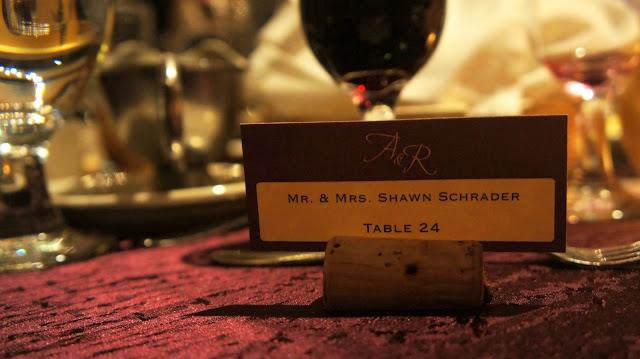 A & R
Mr. & Mrs. Shawn Schrader
Table 24